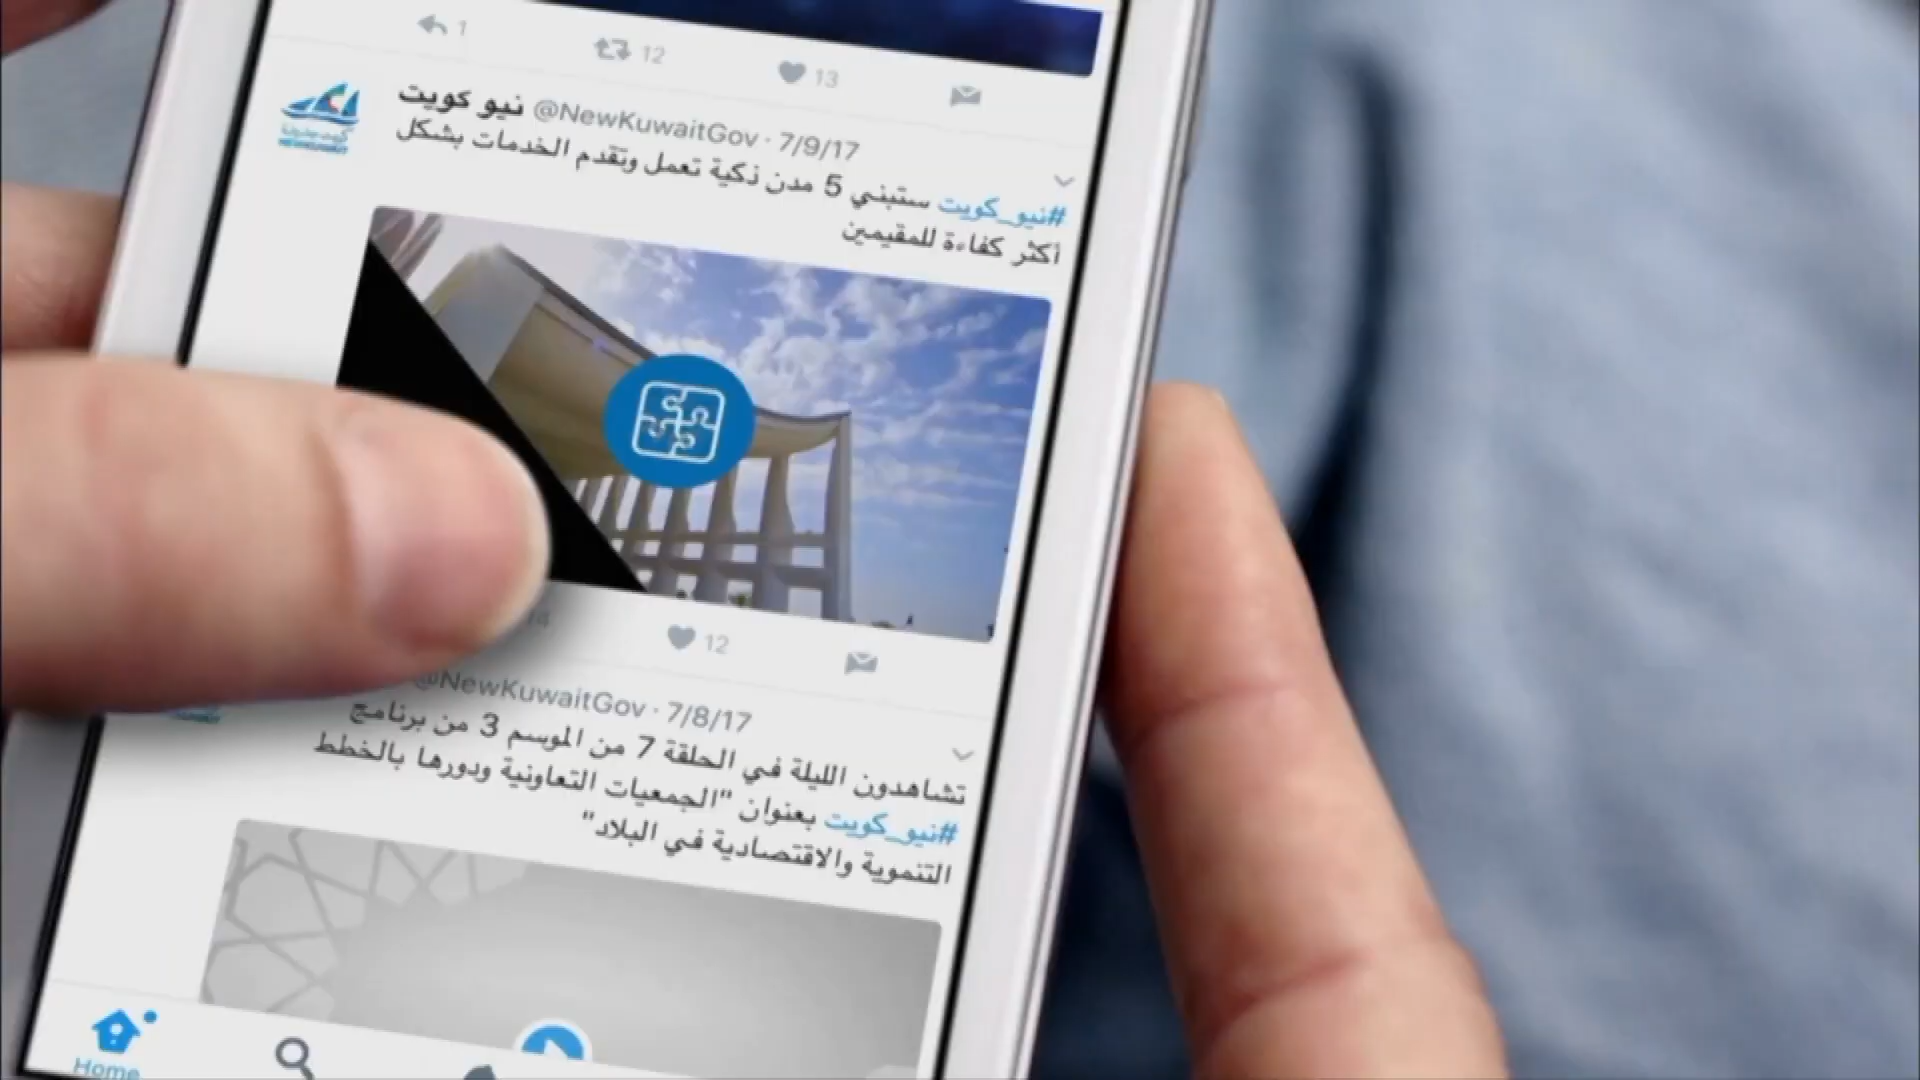 1
12
13
نيو كويت @NewKuwaitGov · 7/9/17
#نيو_كويت ستبني 5 مدن ذكية تعمل وتقدم الخدمات بشكل
أكثر كفاءة للمقيمين
14
12
@NewKuwaitGov · 7/8/17
تشاهدون الليلة في الحلقة 7 من الموسم 3 من برنامج
#نيو_كويت بعنوان "الجمعيات التعاونية ودورها بالخطط
التنموية والاقتصادية في البلاد"
Home